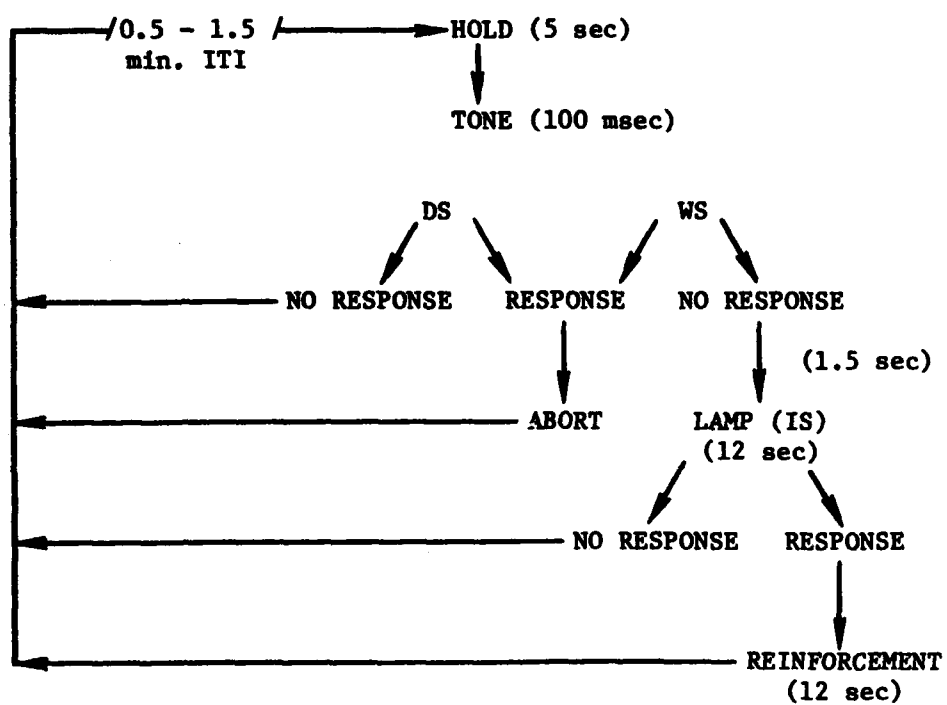 /0.5 - 1.5 / HOLD (5 sec)
min. ITI
TONE (100 msec)
DS WS
NO RESPONSE RESPONSE NO RESPONSE
(1.5 sec)
ABORT LAMP (IS)
(12 sec)
NO RESPONSE RESPONSE
REINFORCEMENT
(12 sec)